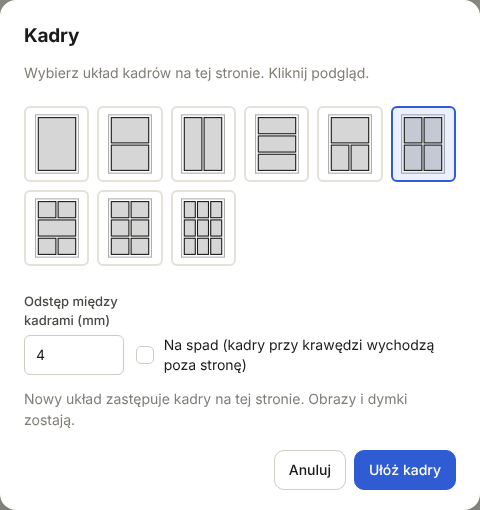 Kadry
Wybierz układ kadrów na tej stronie. Kliknij podgląd.
Odstęp między
kadrami (mm)
4
Na spad (kadry przy krawędzi wychodzą
poza stronę)
Nowy układ zastępuje kadry na tej stronie. Obrazy i dymki
zostają.
Anuluj
Ułóż kadry